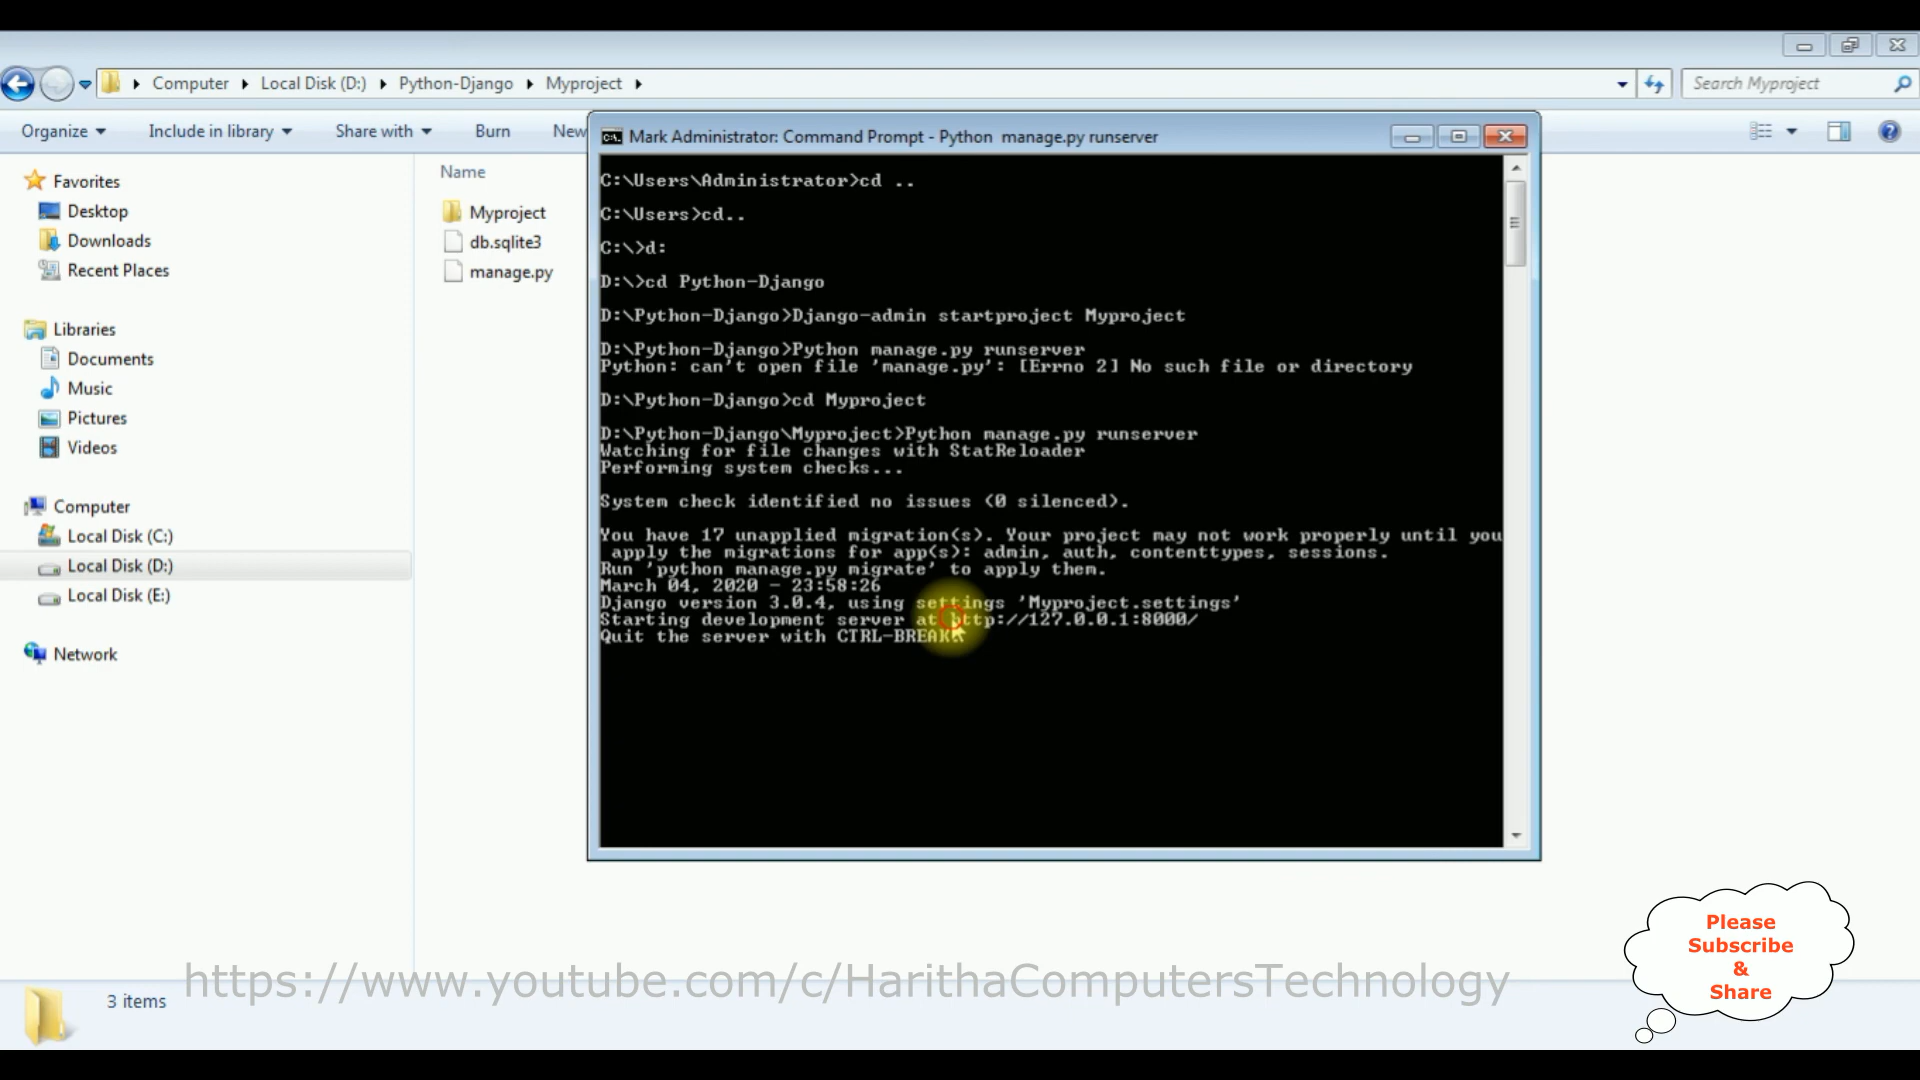 Computer Local Disk (D:) Python-Django Myproject
Search Myproject
Organize Include in library Share with Burn New
Favorites
Desktop
Downloads
Recent Places
Libraries
Documents
Music
Pictures
Videos
Computer
Local Disk (C:)
Local Disk (D:)
Local Disk (E:)
Network
Name
Myproject
db.sqlite3
manage.py
Mark Administrator: Command Prompt - Python manage.py runserver
C:\Users\Administrator>cd ..
C:\Users>cd..
C:\>d:
D:\>cd Python-Django
D:\Python-Django>Django-admin startproject Myproject
D:\Python-Django>Python manage.py runserver
Python: can't open file 'manage.py': [Errno 2] No such file or directory
D:\Python-Django>cd Myproject
D:\Python-Django\Myproject>Python manage.py runserver
Watching for file changes with StatReloader
Performing system checks...
System check identified no issues (0 silenced).
You have 17 unapplied migration(s). Your project may not work properly until you
apply the migrations for app(s): admin, auth, contenttypes, sessions.
Run 'python manage.py migrate' to apply them.
March 04, 2020 - 23:58:26
Django version 3.0.4, using settings 'Myproject.settings'
Starting development server at http://127.0.0.1:8000/
Quit the server with CTRL-BREAK.
3 items
https://www.youtube.com/c/HarithaComputersTechnology
Please
Subscribe
&
Share